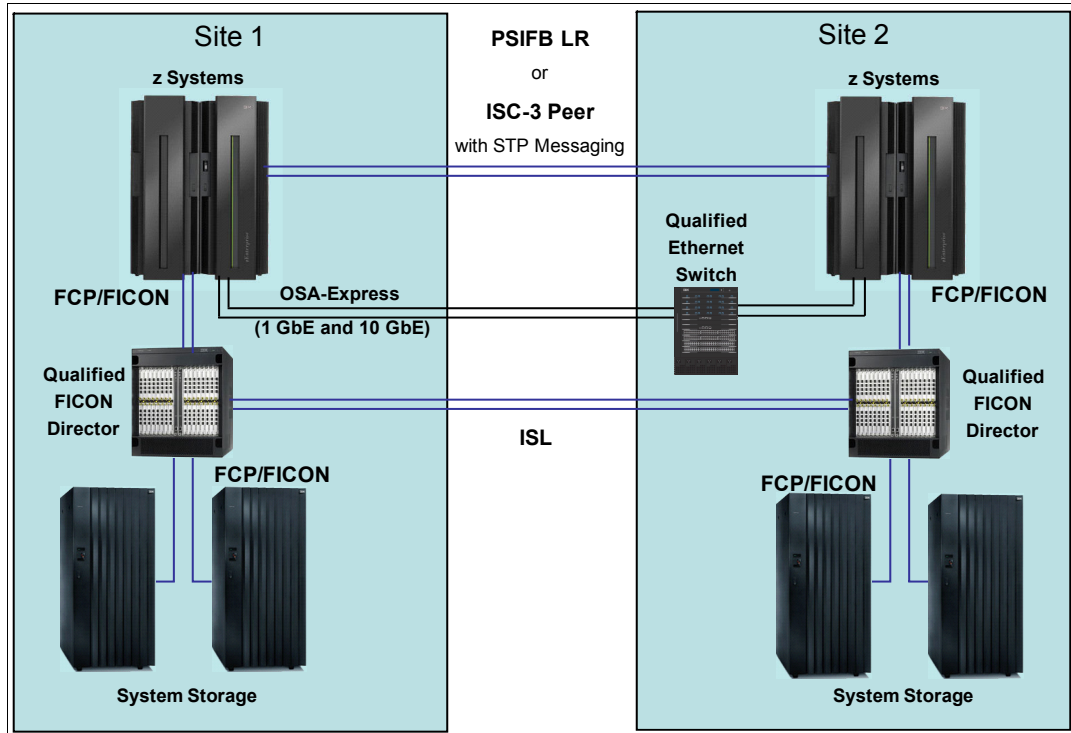 Site 1
z Systems
PSIFB LR
or
ISC-3 Peer
with STP Messaging
Site 2
z Systems
Qualified
Ethernet
Switch
FCP/FICON
OSA-Express
(1 GbE and 10 GbE)
FCP/FICON
Qualified
FICON
Director
ISL
Qualified
FICON
Director
FCP/FICON
FCP/FICON
System Storage
System Storage